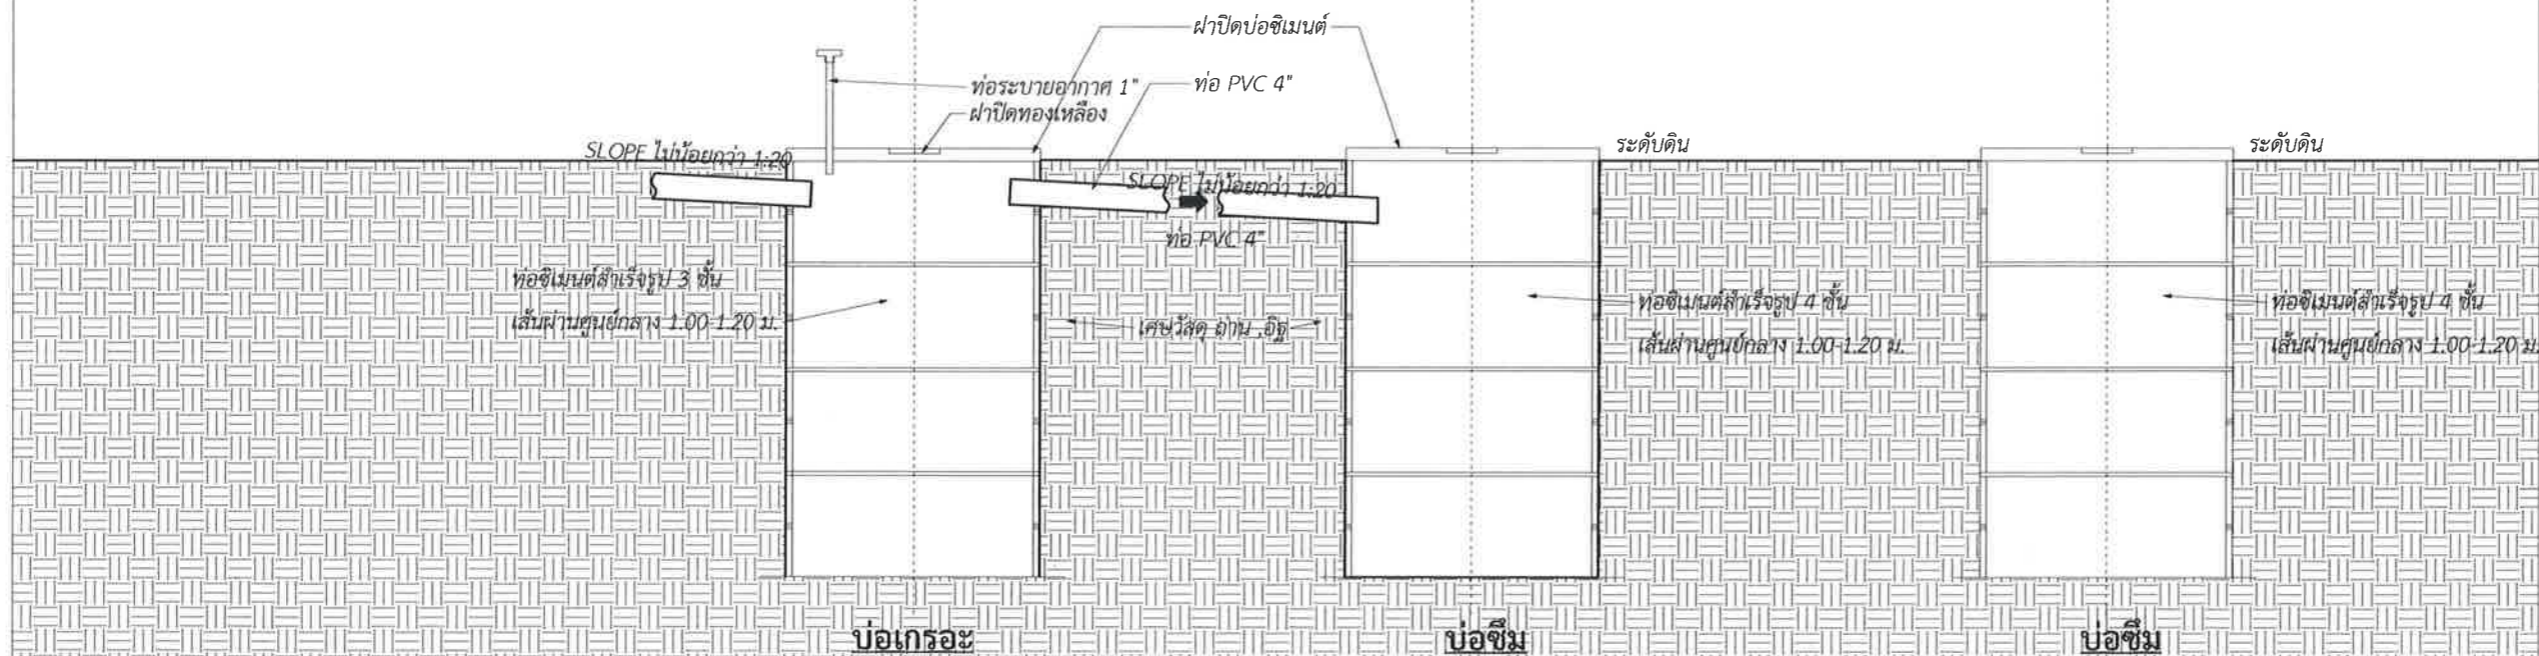 ฝาปิดบ่อซิเมนต์
ท่อระบายอากาศ 1"
ท่อ PVC 4"
ฝาปิดทองเหลือง
SLOPE ไม่น้อยกว่า 1:20
ระดับดิน
ระดับดิน
SLOPE ไม่น้อยกว่า 1:20
ท่อ PVC 4"
ท่อซิเมนต์สำเร็จรูป 3 ชั้น
เส้นผ่านศูนย์กลาง 1.00-1.20 ม.
เศษวัสดุ ถ่าน ,อิฐ
ท่อซิเมนต์สำเร็จรูป 4 ชั้น
เส้นผ่านศูนย์กลาง 1.00-1.20 ม.
ท่อซิเมนต์สำเร็จรูป 4 ชั้น
เส้นผ่านศูนย์กลาง 1.00-1.20 ม.
บ่อเกรอะ
บ่อซึม
บ่อซึม